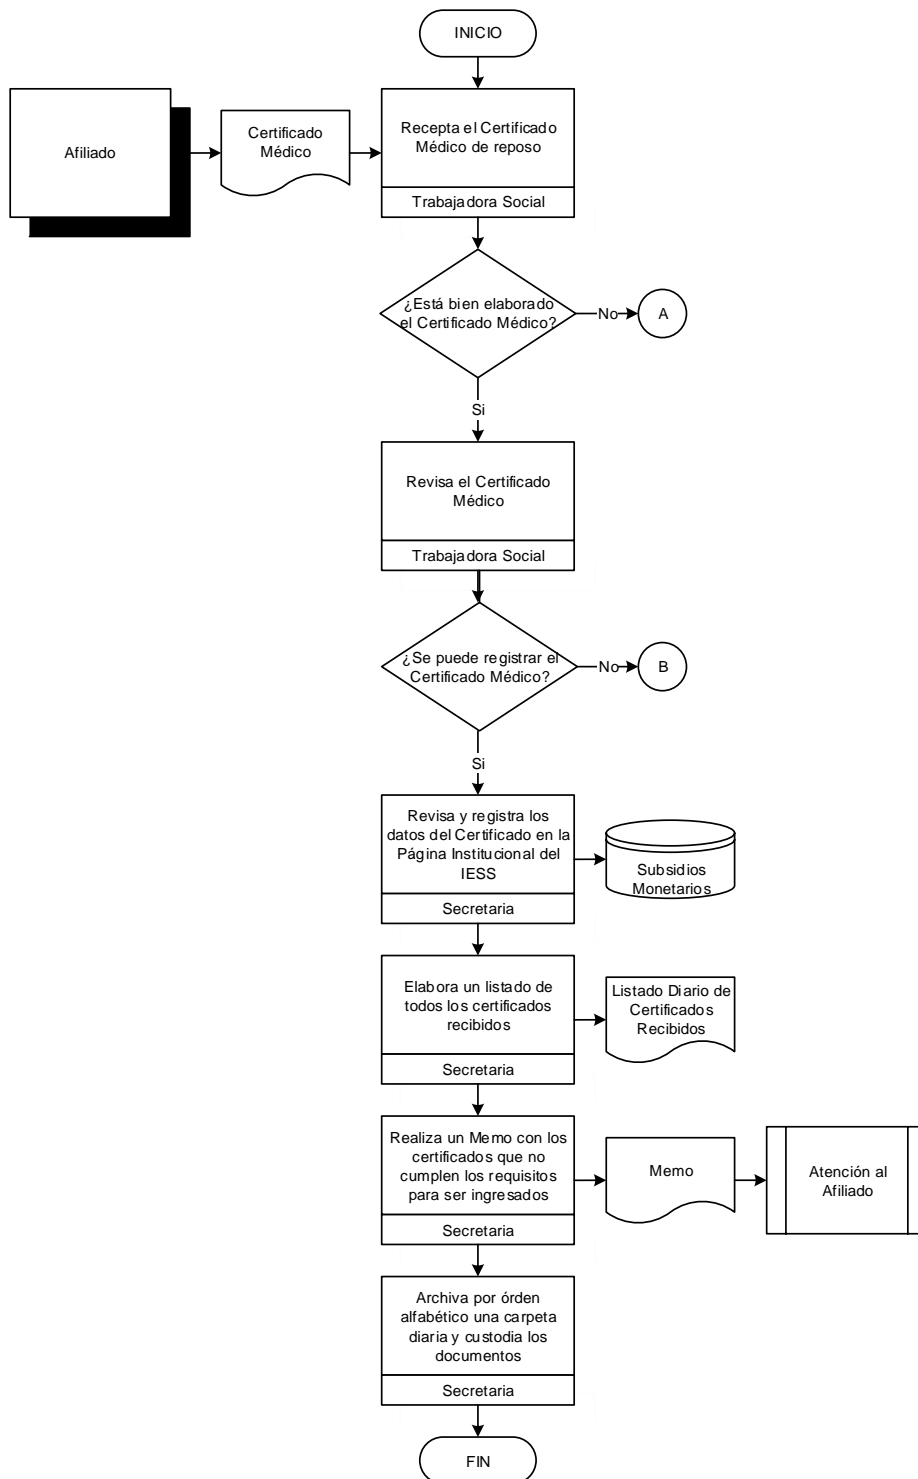 INICIO
Afiliado
Certificado
Médico
Recepta el Certificado
Médico de reposo
Trabajadora Social
¿Está bien elaborado
el Certificado Médico?
No
A
Si
Revisa el Certificado
Médico
Trabajadora Social
¿Se puede registrar el
Certificado Médico?
No
B
Si
Revisa y registra los
datos del Certificado en la
Página Institucional del
IESS
Secretaria
Subsidios
Monetarios
Elabora un listado de
todos los certificados
recibidos
Secretaria
Listado Diario de
Certificados
Recibidos
Realiza un Memo con los
certificados que no
cumplen los requisitos
para ser ingresados
Secretaria
Memo
Atención al
Afiliado
Archiva por órden
alfabético una carpeta
diaria y custodia los
documentos
Secretaria
FIN